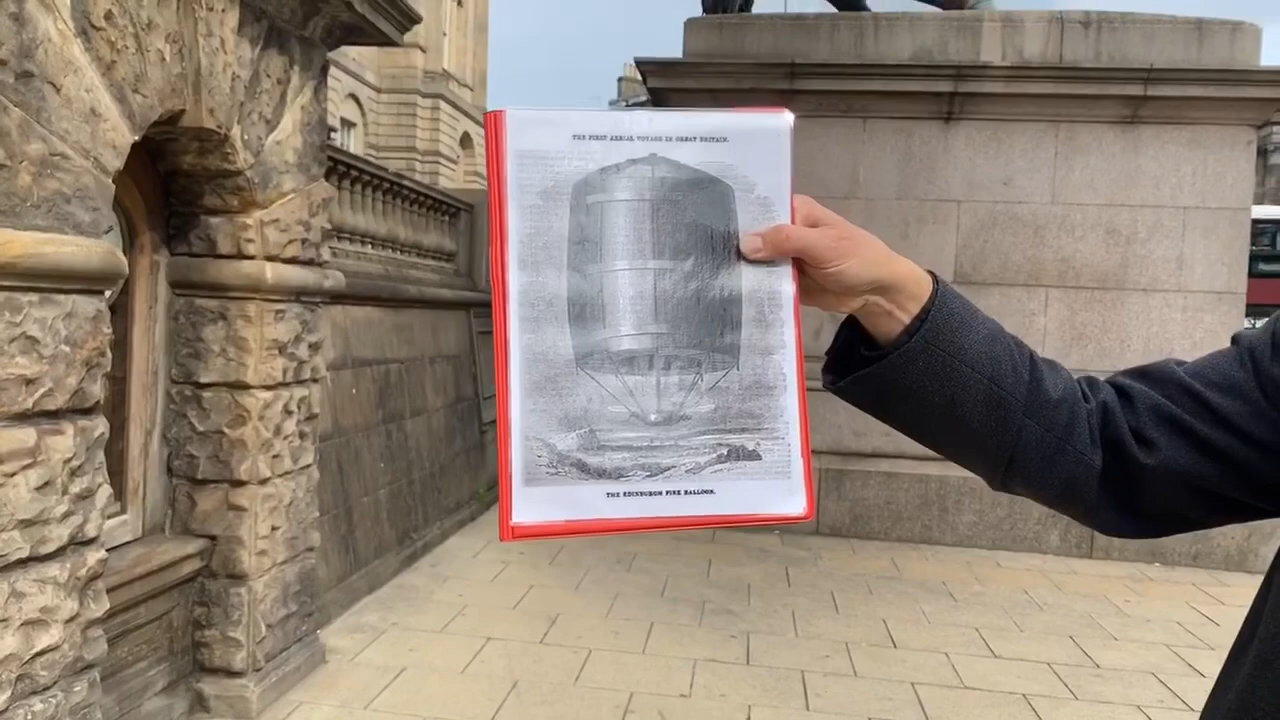 THE FIRST AERIAL VOYAGE IN GREAT BRITAIN.
THE EDINBURGH FIRE BALLOON.